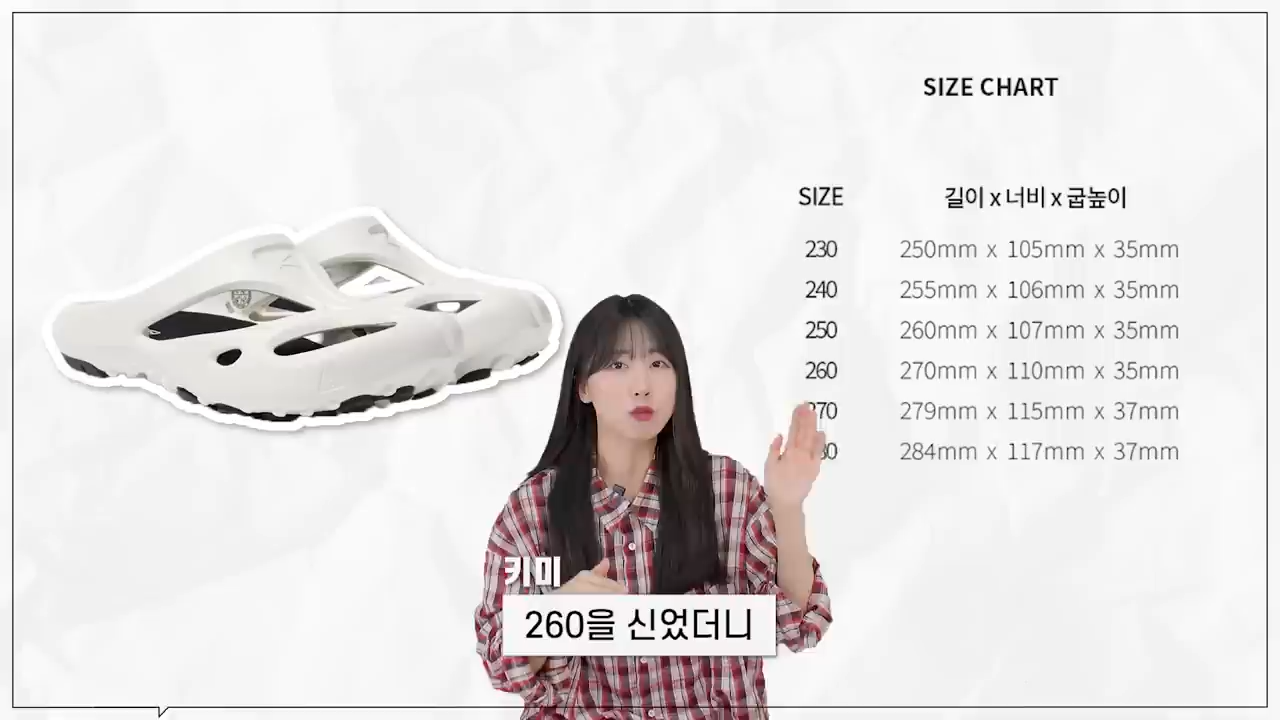 SIZE CHART
SIZE 길이 x 너비 x 굽높이
230 250mm x 105mm x 35mm
240 255mm x 106mm x 35mm
250 260mm x 107mm x 35mm
260 270mm x 110mm x 35mm
270 279mm x 115mm x 37mm
284mm x 117mm x 37mm
키미
260을 신었더니